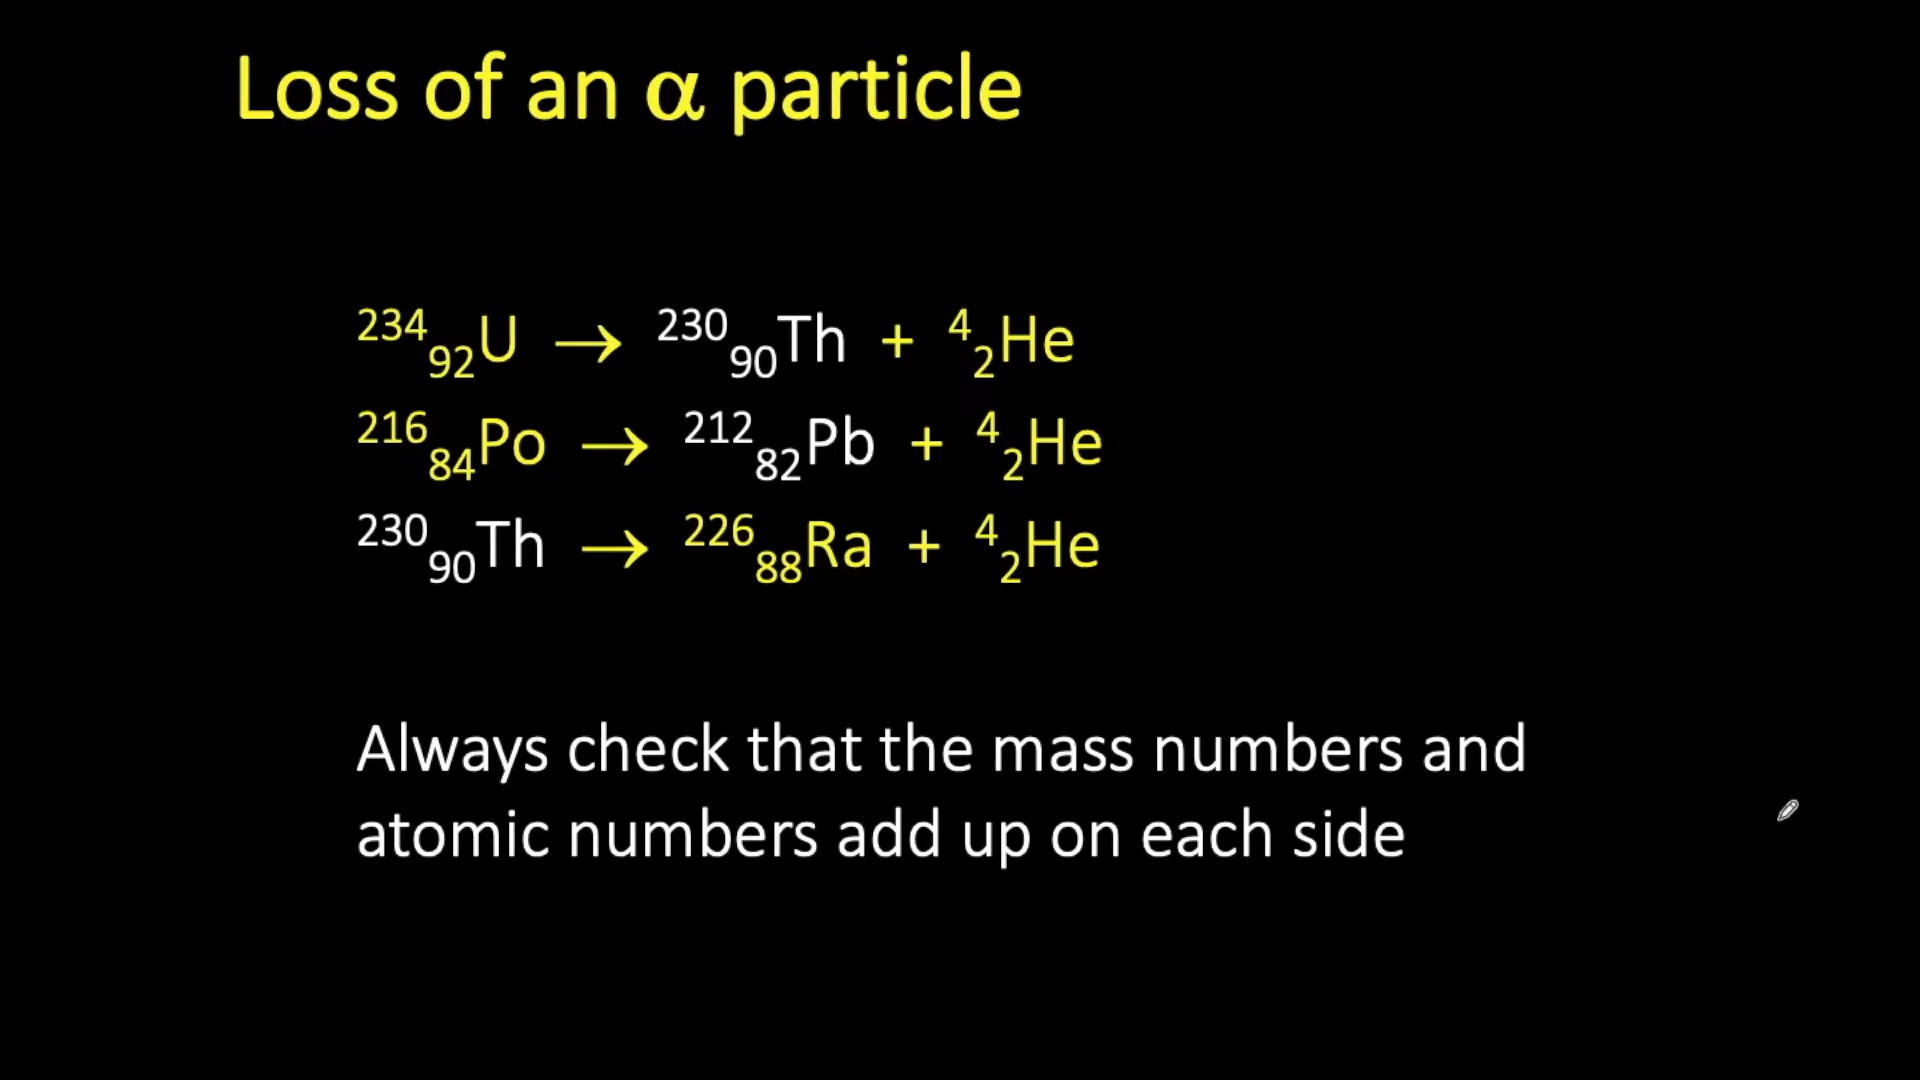 Loss of an α particle
²³⁴₉₂U → ²³⁰₉₀Th + ⁴₂He
²¹⁶₈₄Po → ²¹²₈₂Pb + ⁴₂He
²³⁰₉₀Th → ²²⁶₈₈Ra + ⁴₂He
Always check that the mass numbers and
atomic numbers add up on each side